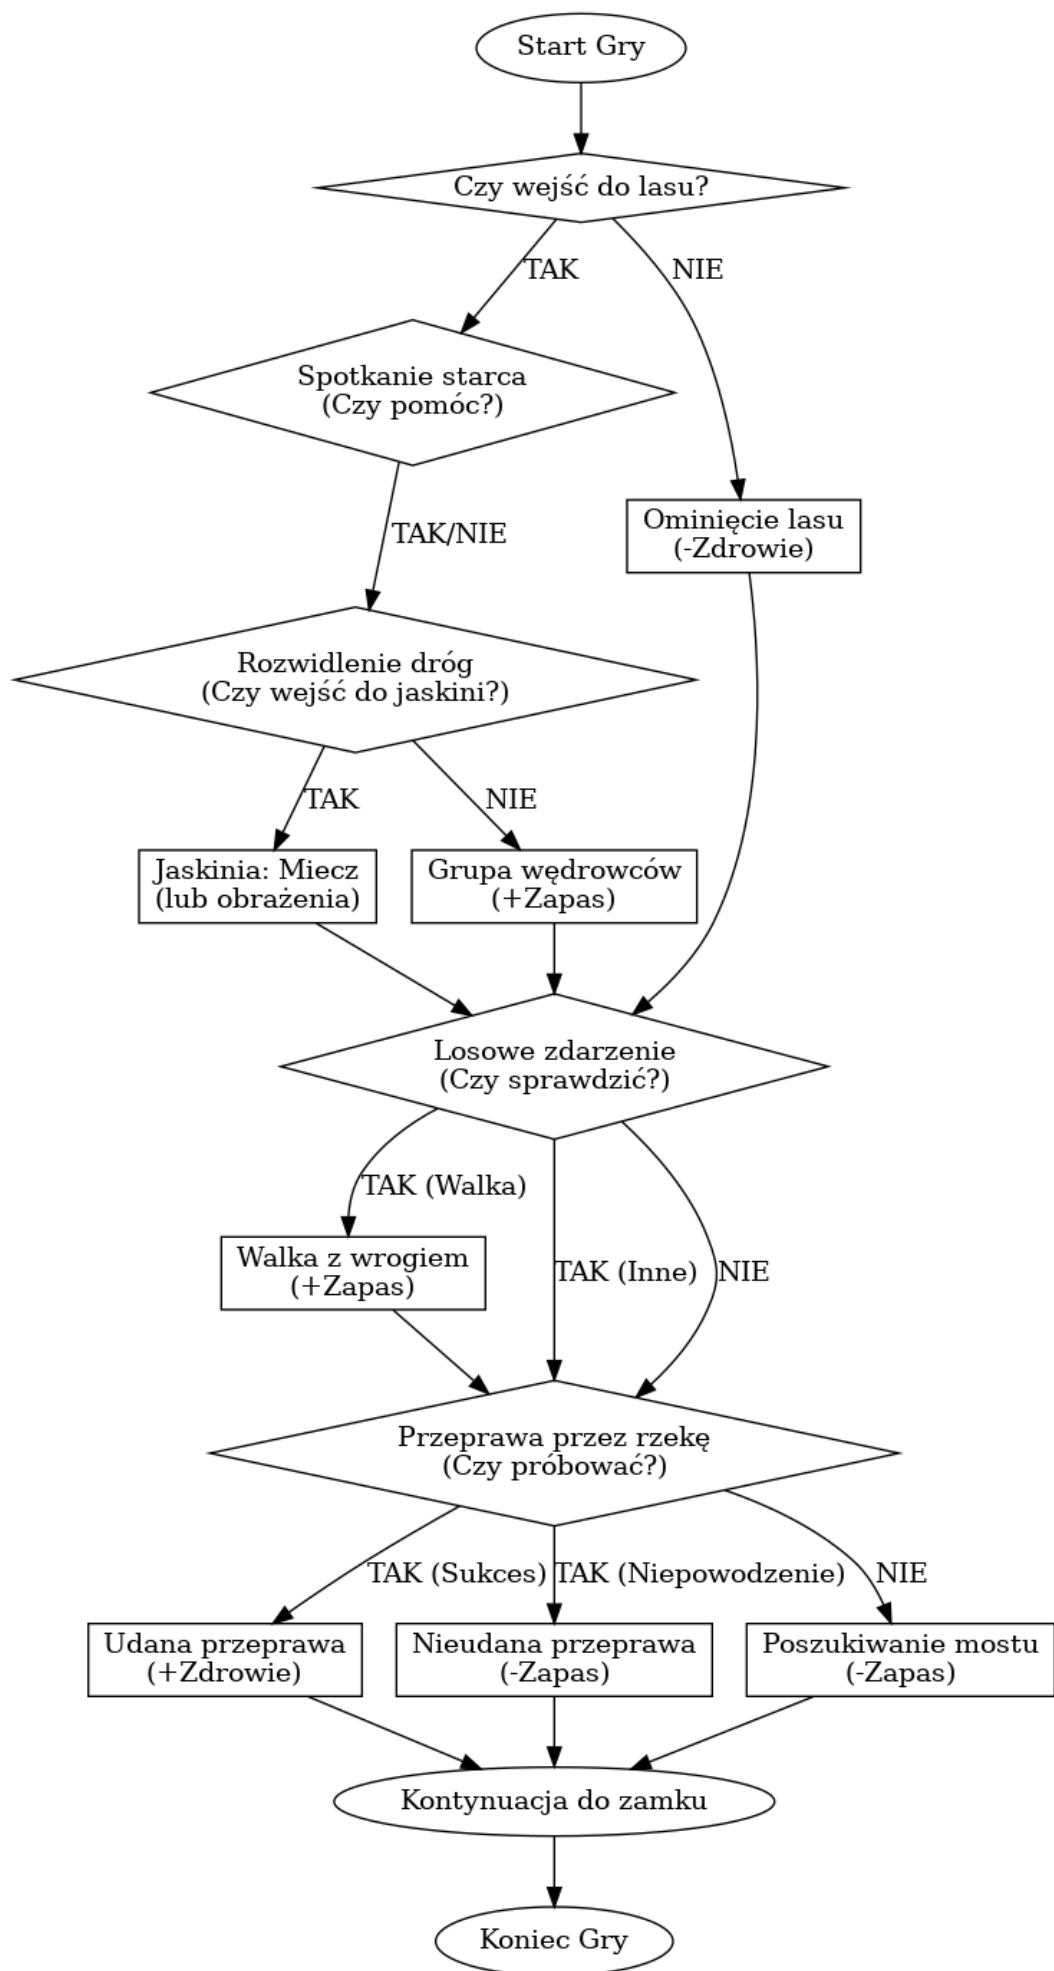 Start Gry
Czy wejść do lasu?
TAK
NIE
Spotkanie starca
(Czy pomóc?)
Ominięcie lasu
(-Zdrowie)
TAK/NIE
Rozwidlenie dróg
(Czy wejść do jaskini?)
TAK
NIE
Jaskinia: Miecz
(lub obrażenia)
Grupa wędrowców
(+Zapas)
Losowe zdarzenie
(Czy sprawdzić?)
TAK (Walka)
Walka z wrogiem
(+Zapas)
TAK (Inne)
NIE
Przeprawa przez rzekę
(Czy próbować?)
TAK (Sukces)
TAK (Niepowodzenie)
NIE
Udana przeprawa
(+Zdrowie)
Nieudana przeprawa
(-Zapas)
Poszukiwanie mostu
(-Zapas)
Kontynuacja do zamku
Koniec Gry